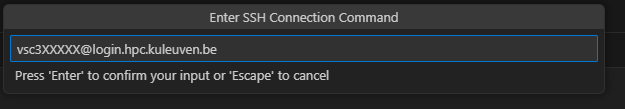 Enter SSH Connection Command
vsc3XXXXX@login.hpc.kuleuven.be
Press 'Enter' to confirm your input or 'Escape' to cancel